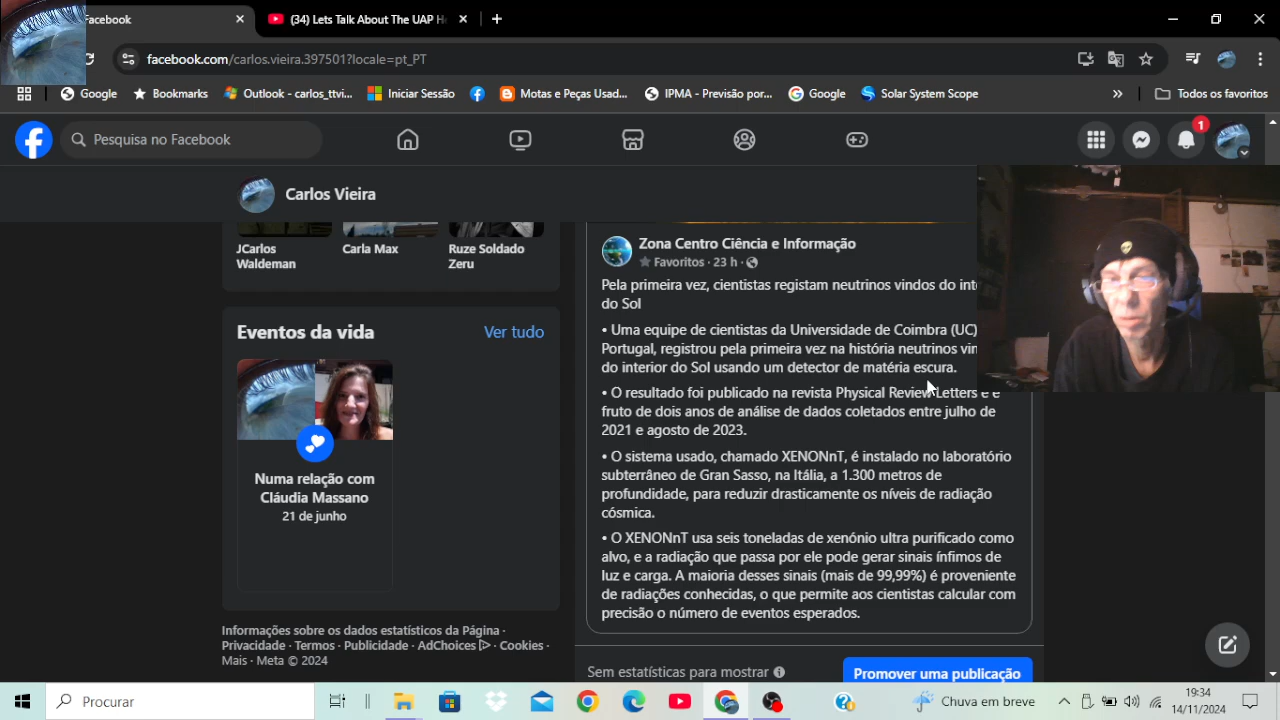 Facebook
(34) Lets Talk About The UAP H
facebook.com/carlos.vieira.397501?locale=pt_PT
Google
Bookmarks
Outlook - carlos_ttvi...
Iniciar Sessão
Motas e Peças Usad...
IPMA - Previsão por...
Google
Solar System Scope
»
Todos os favoritos
Pesquisa no Facebook
1
Carlos Vieira
JCarlos
Waldeman
Carla Max
Ruze Soldado
Zeru
Eventos da vida
Ver tudo
Numa relação com
Cláudia Massano
21 de junho
Informações sobre os dados estatísticos da Página ·
Privacidade · Termos · Publicidade · AdChoices · Cookies ·
Mais · Meta © 2024
Zona Centro Ciência e Informação
Favoritos · 23 h ·
Pela primeira vez, cientistas registam neutrinos vindos do inte
do Sol
• Uma equipe de cientistas da Universidade de Coimbra (UC)
Portugal, registrou pela primeira vez na história neutrinos vin
do interior do Sol usando um detector de matéria escura.
• O resultado foi publicado na revista Physical Review Letters e é
fruto de dois anos de análise de dados coletados entre julho de
2021 e agosto de 2023.
• O sistema usado, chamado XENONnT, é instalado no laboratório
subterrâneo de Gran Sasso, na Itália, a 1.300 metros de
profundidade, para reduzir drasticamente os níveis de radiação
cósmica.
• O XENONnT usa seis toneladas de xenónio ultra purificado como
alvo, e a radiação que passa por ele pode gerar sinais ínfimos de
luz e carga. A maioria desses sinais (mais de 99,99%) é proveniente
de radiações conhecidas, o que permite aos cientistas calcular com
precisão o número de eventos esperados.
Sem estatísticas para mostrar
Promover uma publicação
Procurar
Chuva em breve
19:34
14/11/2024